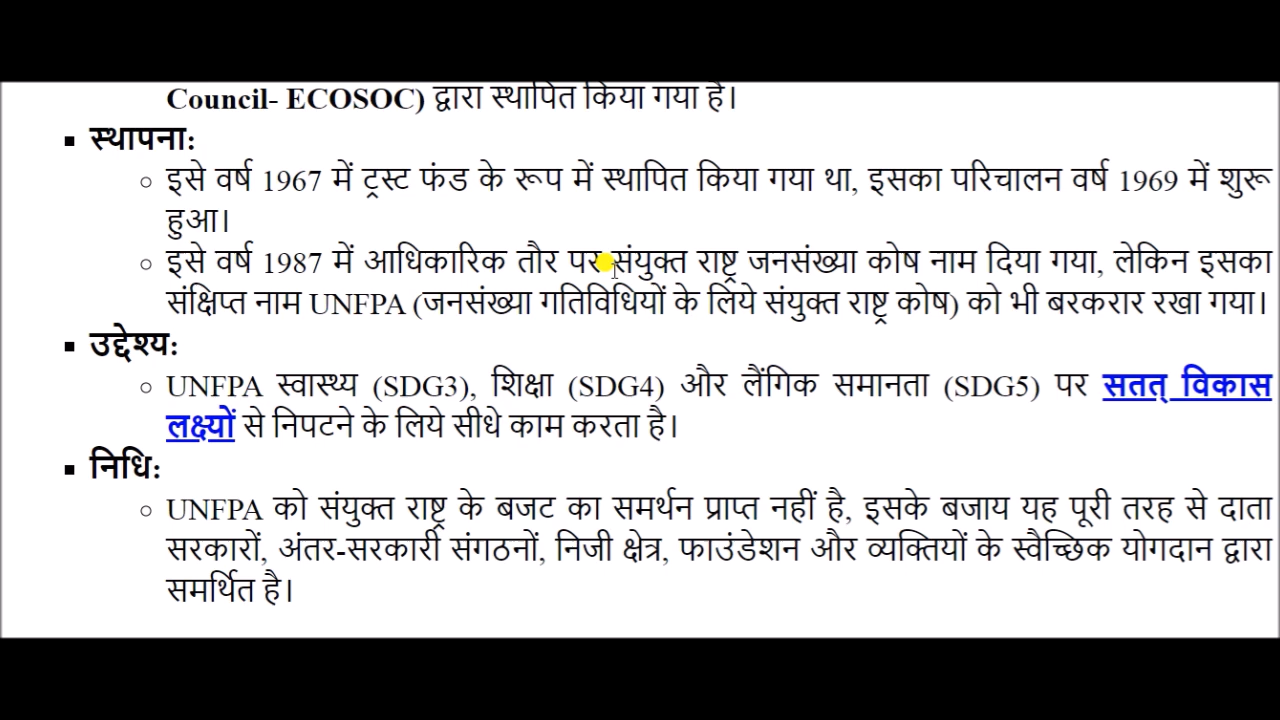 Council- ECOSOC) द्वारा स्थापित किया गया है।
▪ स्थापना:
○ इसे वर्ष 1967 में ट्रस्ट फंड के रूप में स्थापित किया गया था, इसका परिचालन वर्ष 1969 में शुरू
हुआ।
○ इसे वर्ष 1987 में आधिकारिक तौर पर संयुक्त राष्ट्र जनसंख्या कोष नाम दिया गया, लेकिन इसका
संक्षिप्त नाम UNFPA (जनसंख्या गतिविधियों के लिये संयुक्त राष्ट्र कोष) को भी बरकरार रखा गया।
▪ उद्देश्य:
○ UNFPA स्वास्थ्य (SDG3), शिक्षा (SDG4) और लैंगिक समानता (SDG5) पर सतत् विकास
लक्ष्यों से निपटने के लिये सीधे काम करता है।
▪ निधि:
○ UNFPA को संयुक्त राष्ट्र के बजट का समर्थन प्राप्त नहीं है, इसके बजाय यह पूरी तरह से दाता
सरकारों, अंतर-सरकारी संगठनों, निजी क्षेत्र, फाउंडेशन और व्यक्तियों के स्वैच्छिक योगदान द्वारा
समर्थित है।